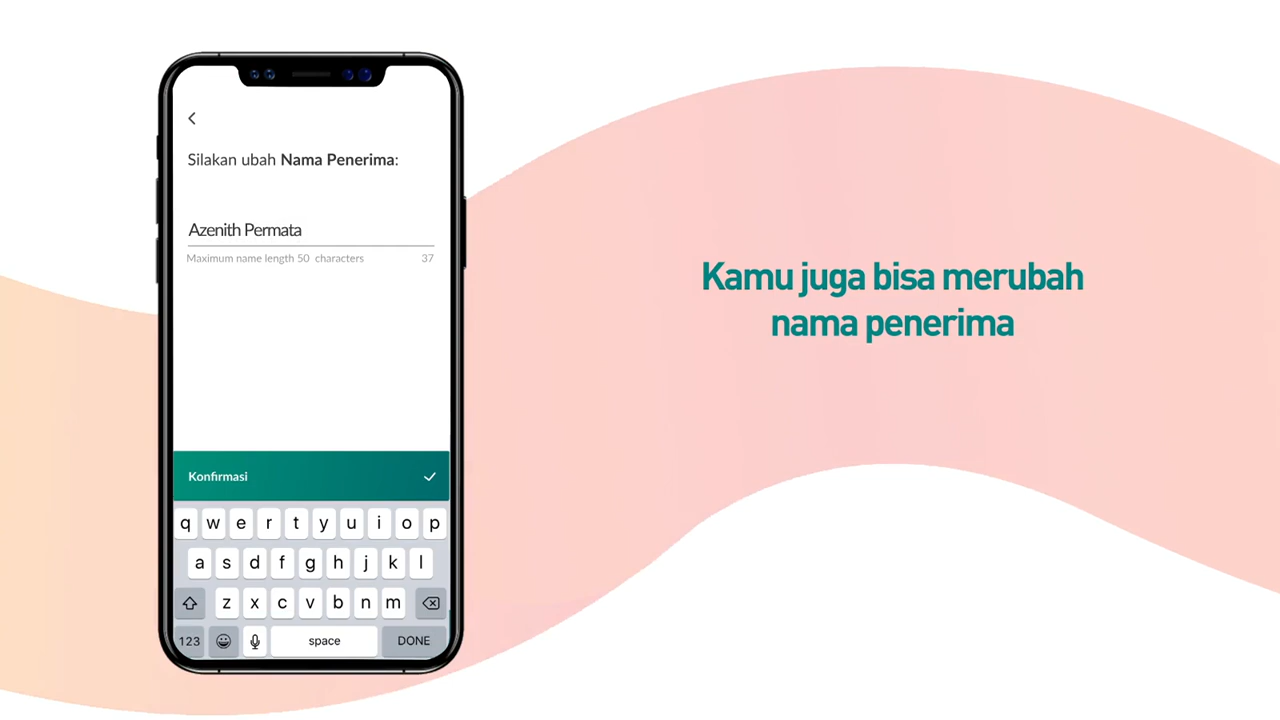 Silakan ubah Nama Penerima:
Azenith Permata
Maximum name length 50 characters 37
Kamu juga bisa merubah
nama penerima
Konfirmasi
q w e r t y u i o p
a s d f g h j k l
z x c v b n m
123 space DONE